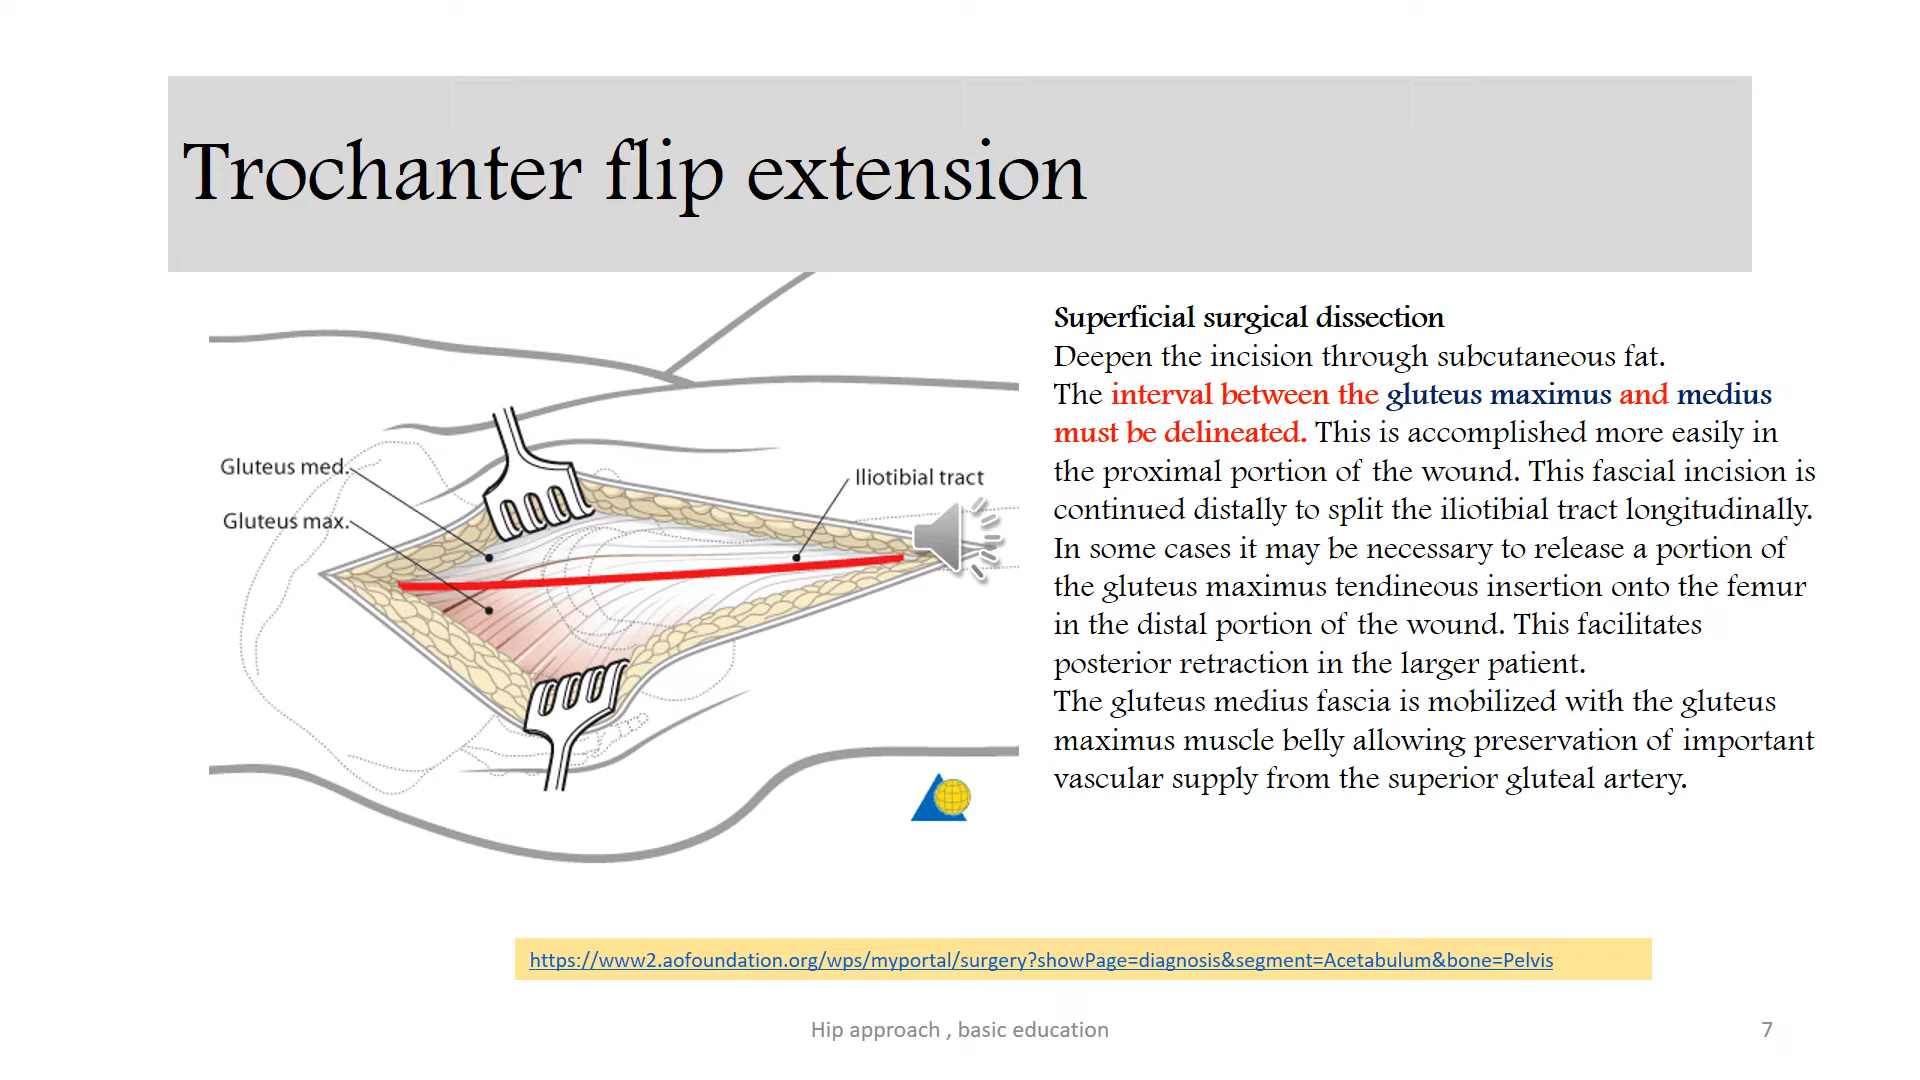 Trochanter flip extension
Gluteus med.
Gluteus max.
Iliotibial tract
Superficial surgical dissection
Deepen the incision through subcutaneous fat.
The interval between the gluteus maximus and medius
must be delineated. This is accomplished more easily in
the proximal portion of the wound. This fascial incision is
continued distally to split the iliotibial tract longitudinally.
In some cases it may be necessary to release a portion of
the gluteus maximus tendineous insertion onto the femur
in the distal portion of the wound. This facilitates
posterior retraction in the larger patient.
The gluteus medius fascia is mobilized with the gluteus
maximus muscle belly allowing preservation of important
vascular supply from the superior gluteal artery.
https://www2.aofoundation.org/wps/myportal/surgery?showPage=diagnosis&segment=Acetabulum&bone=Pelvis
Hip approach , basic education
7